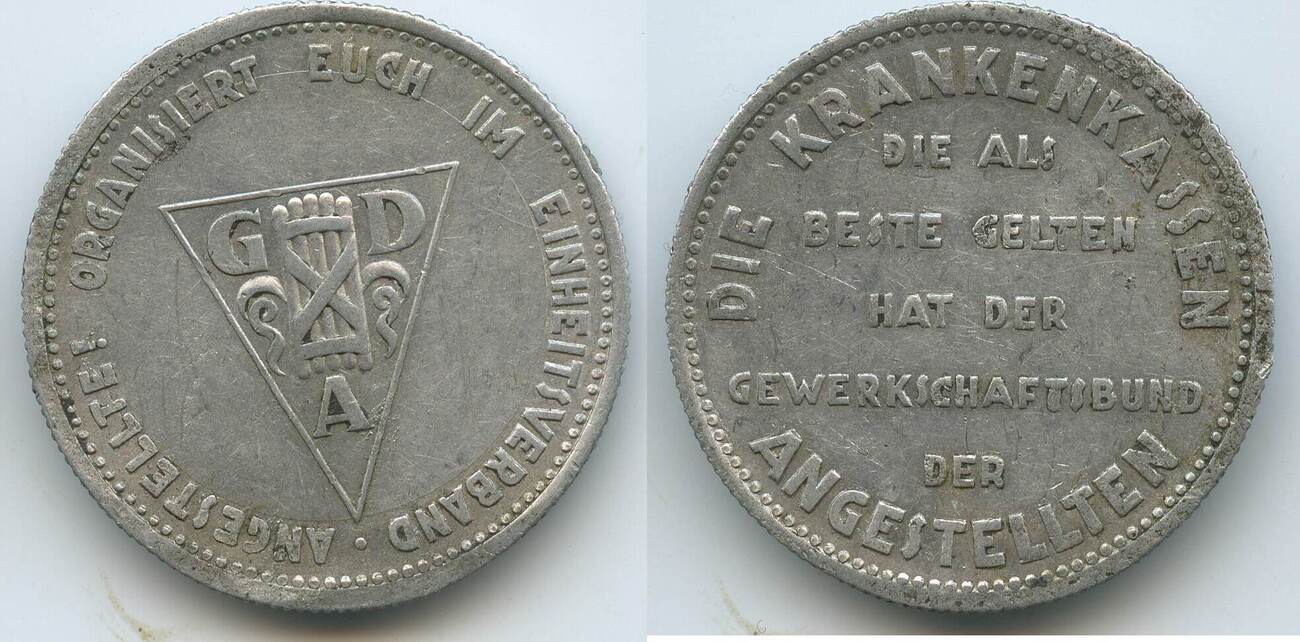 ANGESTELLTE! ORGANISIERT EUCH IM EINHEITSVERBAND ·
G D
A
DIE KRANKENKASSEN
DIE ALS
BESTE GELTEN
HAT DER
GEWERKSCHAFTSBUND
DER
ANGESTELLTEN